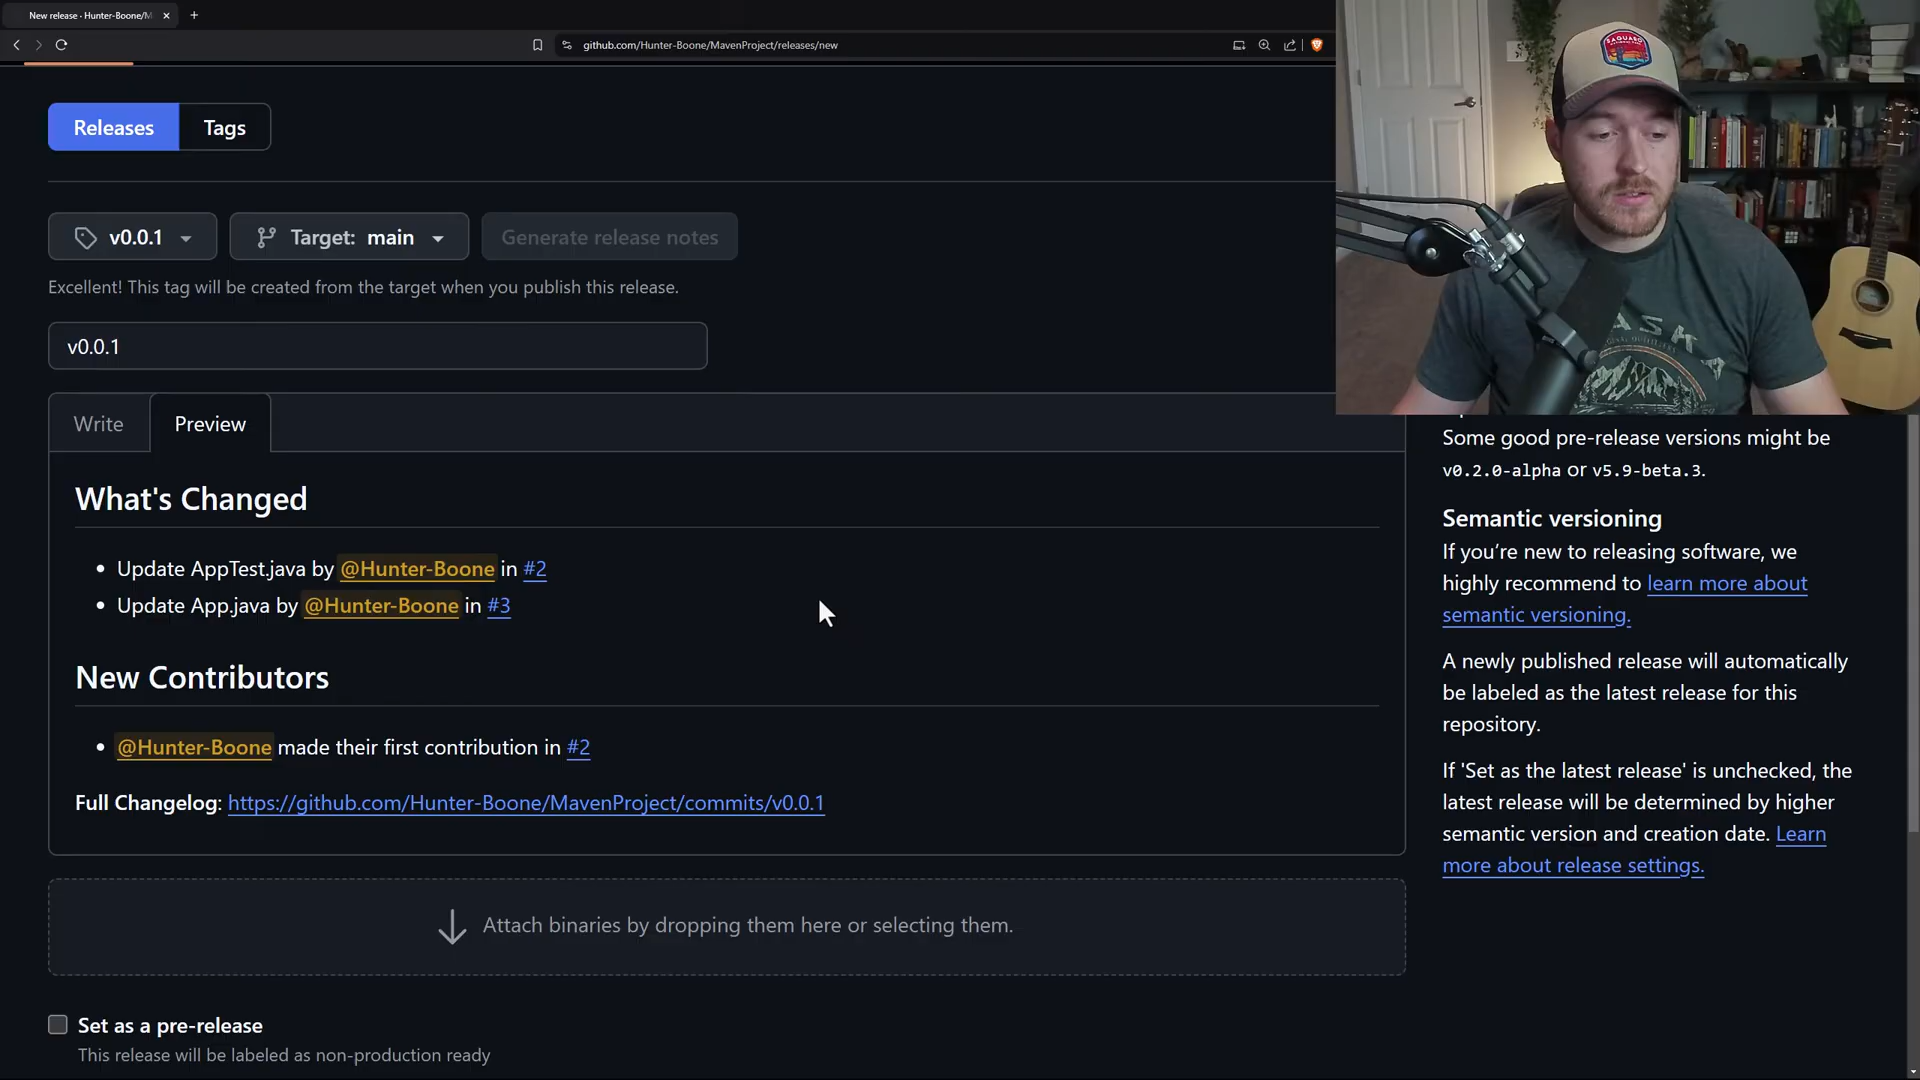 New release · Hunter-Boone/M
github.com/Hunter-Boone/MavenProject/releases/new
SAGUARO
Releases
Tags
v0.0.1
Target: main
Generate release notes
Excellent! This tag will be created from the target when you publish this release.
v0.0.1
Write
Preview
What's Changed
• Update AppTest.java by @Hunter-Boone in #2
• Update App.java by @Hunter-Boone in #3
New Contributors
• @Hunter-Boone made their first contribution in #2
Full Changelog: https://github.com/Hunter-Boone/MavenProject/commits/v0.0.1
Attach binaries by dropping them here or selecting them.
Set as a pre-release
This release will be labeled as non-production ready
Some good pre-release versions might be
v0.2.0-alpha or v5.9-beta.3.
Semantic versioning
If you’re new to releasing software, we
highly recommend to learn more about
semantic versioning.
A newly published release will automatically
be labeled as the latest release for this
repository.
If 'Set as the latest release' is unchecked, the
latest release will be determined by higher
semantic version and creation date. Learn
more about release settings.